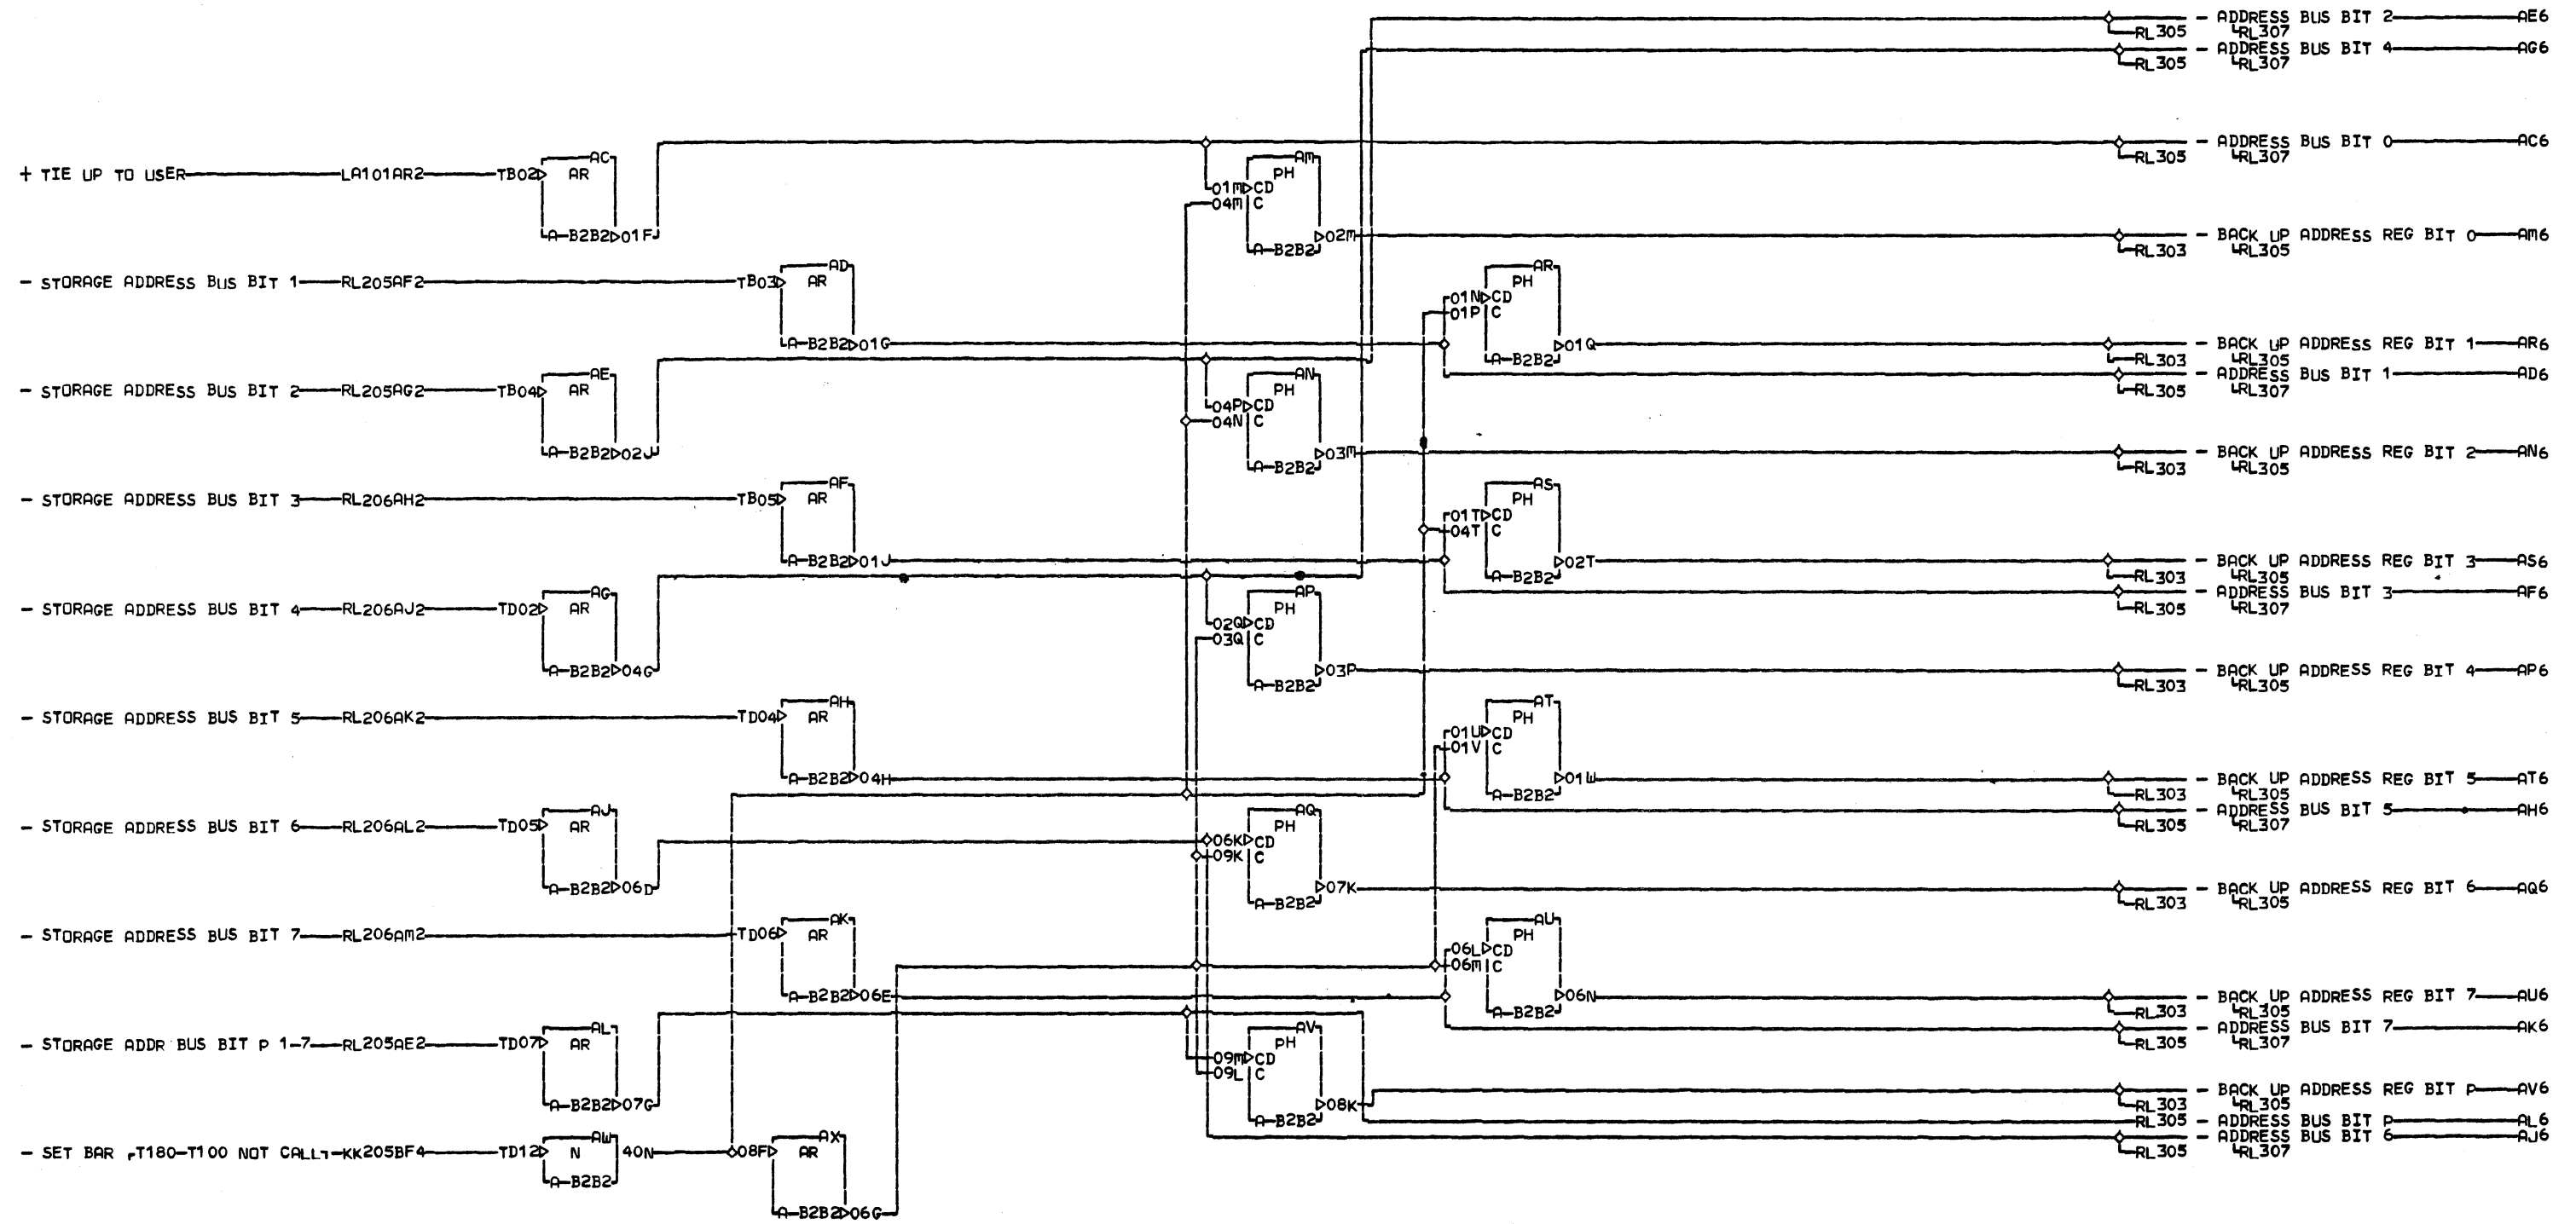 - ADDRESS BUS BIT 2 AE6
RL305 RL307
- ADDRESS BUS BIT 4 AG6
RL305 RL307
- ADDRESS BUS BIT 0 AC6
RL305 RL307
AC
+ TIE UP TO USER LA101AR2 TB02 AR
A B2B2 01F
AM
PH
01M CD
04M C
02M - BACK UP ADDRESS REG BIT 0 AM6
A B2B2 RL303 RL305
AD
- STORAGE ADDRESS BUS BIT 1 RL205AF2 TB03 AR
A B2B2 01G
AR
PH
01N CD
01P C
01Q - BACK UP ADDRESS REG BIT 1 AR6
A B2B2 RL303 RL305
- ADDRESS BUS BIT 1 AD6
RL305 RL307
AE
- STORAGE ADDRESS BUS BIT 2 RL205AG2 TB04 AR
A B2B2 02J
AN
PH
04P CD
04N C
03M - BACK UP ADDRESS REG BIT 2 AN6
A B2B2 RL303 RL305
AF
- STORAGE ADDRESS BUS BIT 3 RL206AH2 TB05 AR
A B2B2 01J
AS
PH
01T CD
04T C
02T - BACK UP ADDRESS REG BIT 3 AS6
A B2B2 RL303 RL305
- ADDRESS BUS BIT 3 AF6
RL305 RL307
AG
- STORAGE ADDRESS BUS BIT 4 RL206AJ2 TD02 AR
A B2B2 04G
AP
PH
02Q CD
03Q C
03P - BACK UP ADDRESS REG BIT 4 AP6
A B2B2 RL303 RL305
AH
- STORAGE ADDRESS BUS BIT 5 RL206AK2 TD04 AR
A B2B2 04H
AT
PH
01U CD
01V C
01W - BACK UP ADDRESS REG BIT 5 AT6
A B2B2 RL303 RL305
- ADDRESS BUS BIT 5 AH6
RL305 RL307
AJ
- STORAGE ADDRESS BUS BIT 6 RL206AL2 TD05 AR
A B2B2 06D
AQ
PH
06K CD
09K C
07K - BACK UP ADDRESS REG BIT 6 AQ6
A B2B2 RL303 RL305
AK
- STORAGE ADDRESS BUS BIT 7 RL206AM2 TD06 AR
A B2B2 06E
AU
PH
06L CD
06M C
06N - BACK UP ADDRESS REG BIT 7 AU6
A B2B2 RL303 RL305
- ADDRESS BUS BIT 7 AK6
RL305 RL307
AL
- STORAGE ADDR BUS BIT P 1-7 RL205AE2 TD07 AR
A B2B2 07G
AV
PH
09M CD
09L C
08K - BACK UP ADDRESS REG BIT P AV6
A B2B2 RL303 RL305
RL305 - ADDRESS BUS BIT P AL6
- ADDRESS BUS BIT 6 AJ6
RL305 RL307
AW
- SET BAR T180-T100 NOT CALL KK205BF4 TD12 N 40N
A B2B2
AX
08F AR
A B2B2 06G